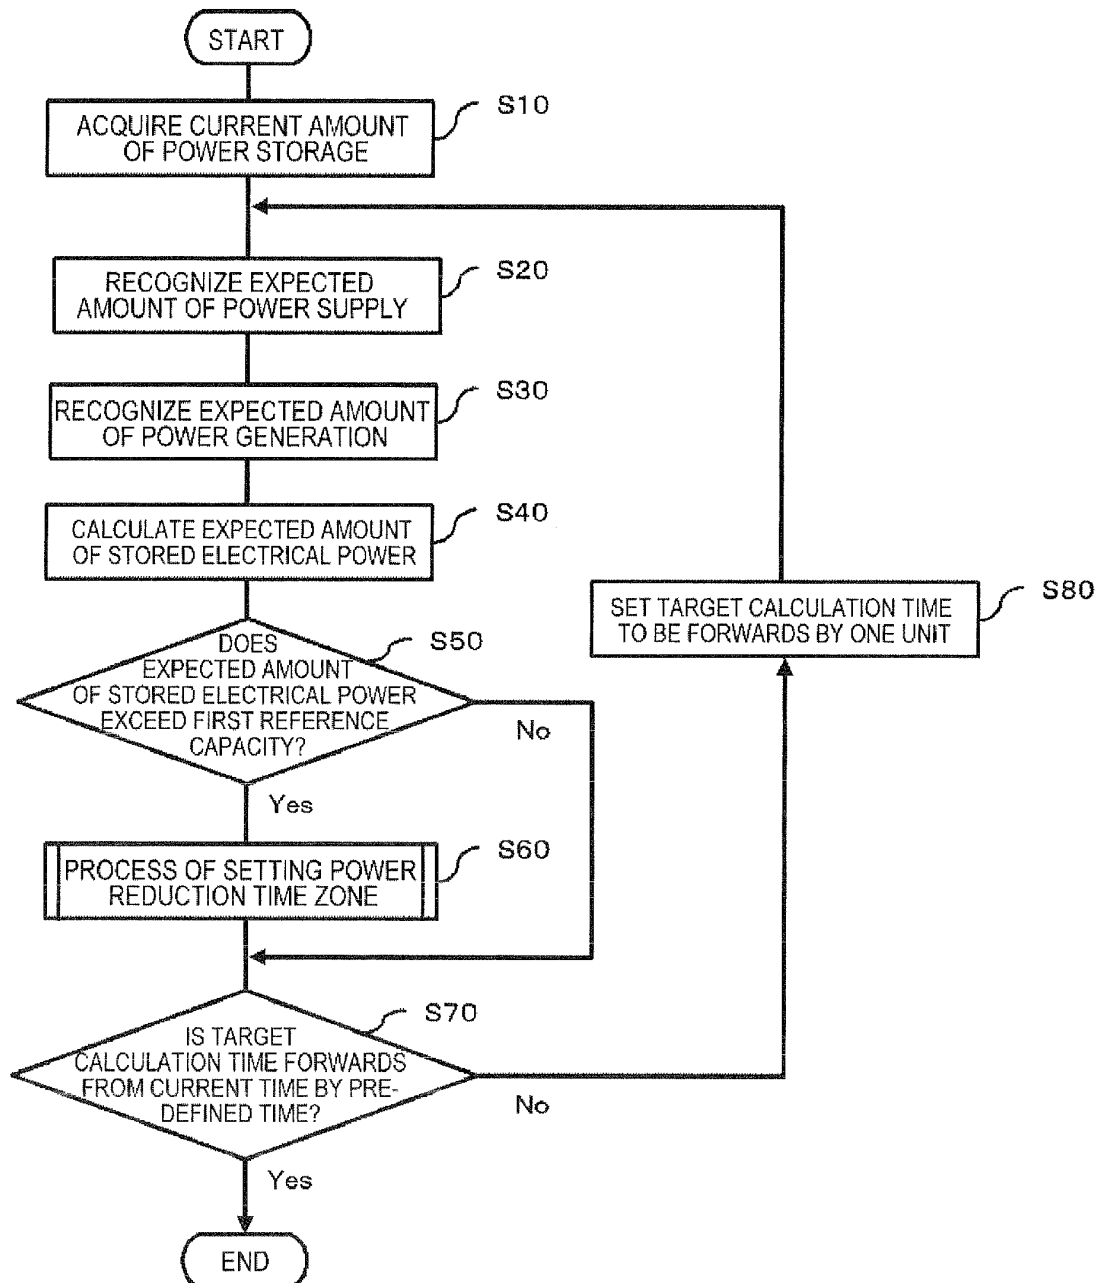 START
ACQUIRE CURRENT AMOUNT
OF POWER STORAGE
S10
RECOGNIZE EXPECTED
AMOUNT OF POWER SUPPLY
S20
RECOGNIZE EXPECTED AMOUNT
OF POWER GENERATION
S30
CALCULATE EXPECTED AMOUNT
OF STORED ELECTRICAL POWER
S40
SET TARGET CALCULATION TIME
TO BE FORWARDS BY ONE UNIT
S80
DOES
EXPECTED AMOUNT
OF STORED ELECTRICAL POWER
EXCEED FIRST REFERENCE
CAPACITY?
S50
No
Yes
PROCESS OF SETTING POWER
REDUCTION TIME ZONE
S60
IS TARGET
CALCULATION TIME FORWARDS
FROM CURRENT TIME BY PRE-
DEFINED TIME?
S70
No
Yes
END